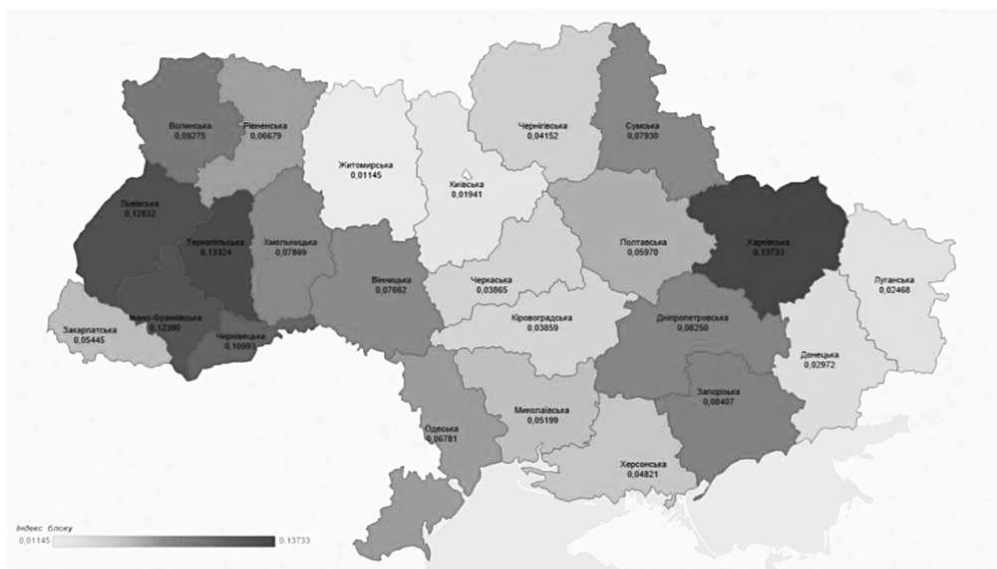 Волинська
0,09275
Рівненська
0,06679
Житомирська
0,01145
Київська
0,01941
Чернігівська
0,04152
Сумська
0,07930
Львівська
0,12832
Тернопільська
0,13324
Хмельницька
0,07869
Вінницька
0,07662
Черкаська
0,03865
Полтавська
0,05970
Харківська
0,13733
Луганська
0,02468
Закарпатська
0,05445
Івано-Франківська
0,12390
Чернівецька
0,10993
Кіровоградська
0,03859
Дніпропетровська
0,08250
Донецька
0,02972
Запорізька
0,08407
Миколаївська
0,05199
Одеська
0,06781
Херсонська
0,04821
Індекс блоку
0,01145 0,13733